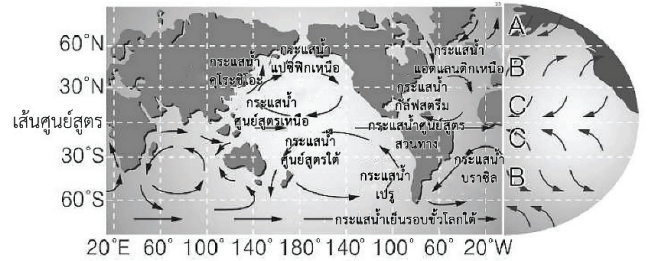 60°N
30°N
เส้นศูนย์สูตร
30°S
60°S
20°E 60° 100° 140° 180° 140° 100° 60° 20°W
กระแสน้ำ
คุโรชิโอะ
กระแสน้ำ
แปซิฟิกเหนือ
กระแสน้ำ
ศูนย์สูตรเหนือ
กระแสน้ำ
ศูนย์สูตรใต้
กระแสน้ำ
แอตแลนติกเหนือ
กระแสน้ำ
กัลฟ์สตรีม
กระแสน้ำศูนย์สูตร
สวนทาง
กระแสน้ำ
เปรู
กระแสน้ำ
บราซิล
กระแสน้ำเย็นรอบขั้วโลกใต้
A
B
C
C
B